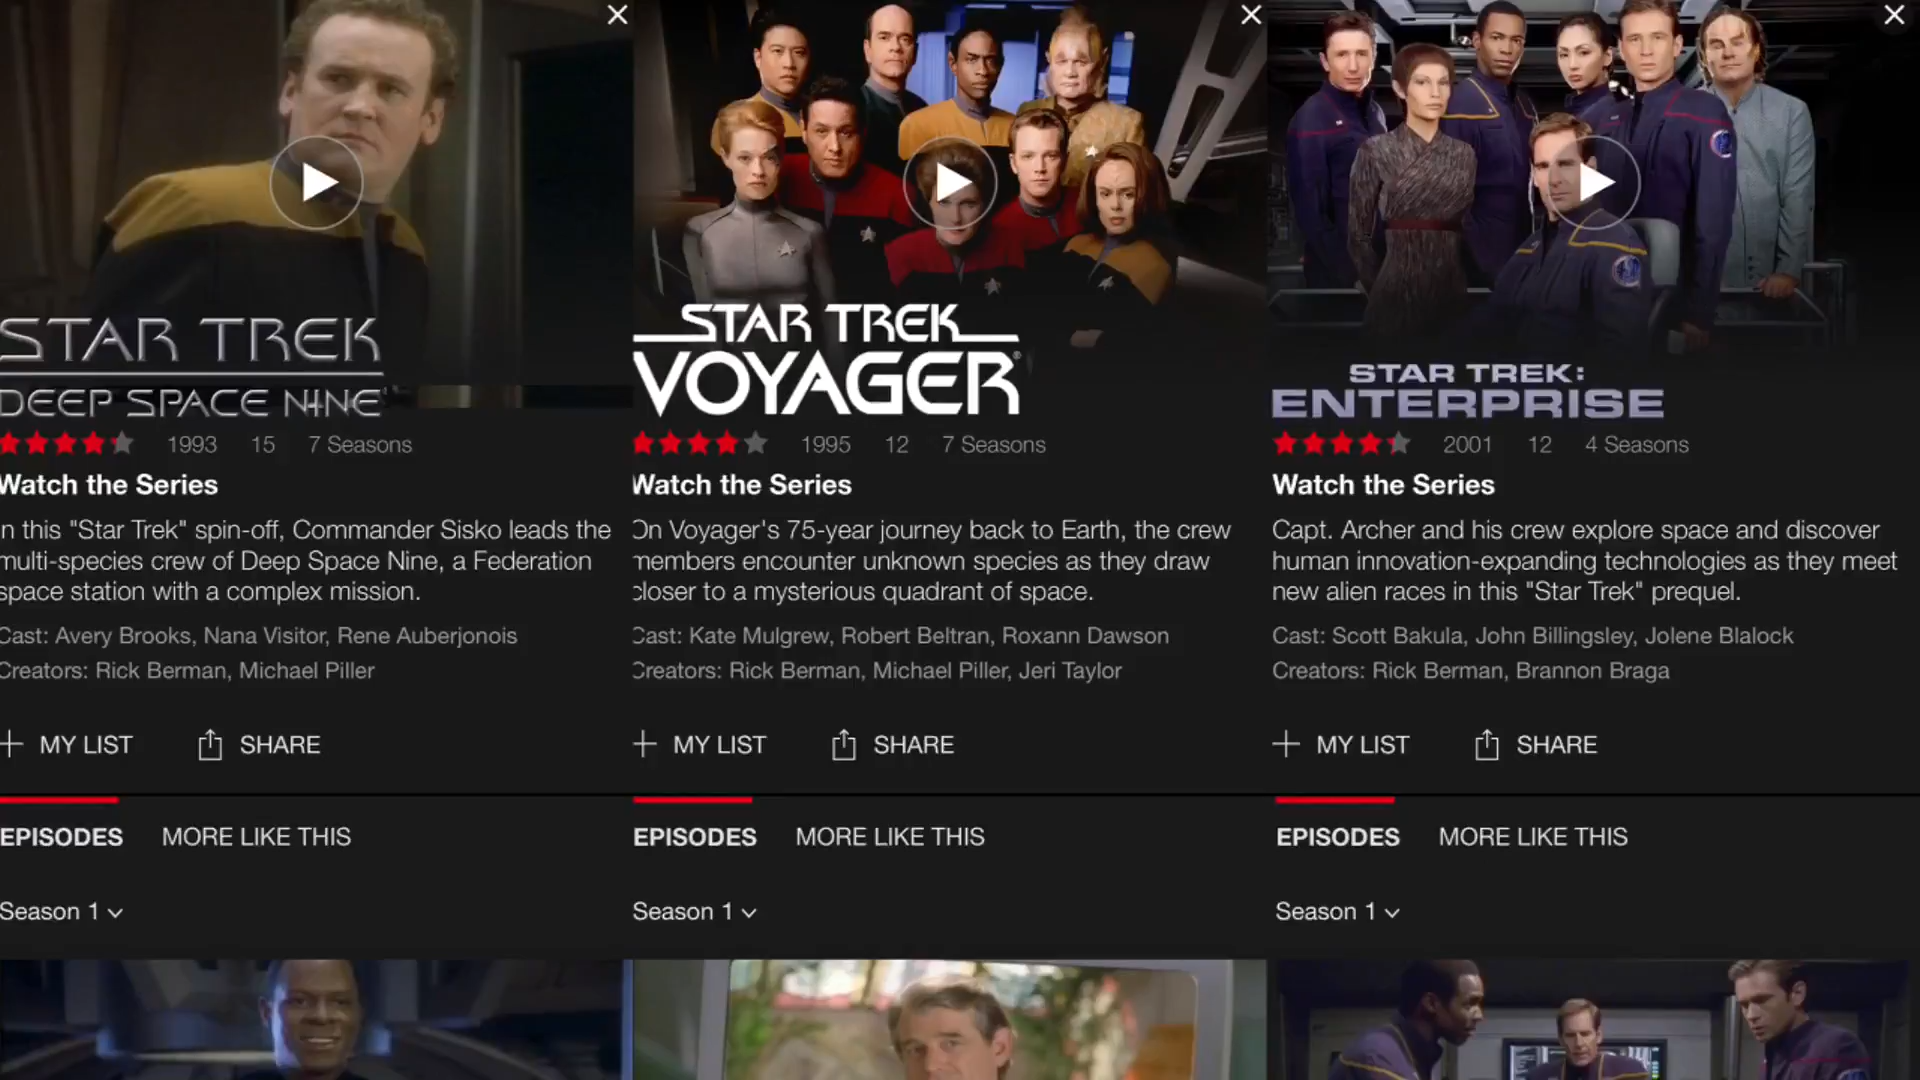 STAR TREK
DEEP SPACE NINE
1993 15 7 Seasons
Watch the Series
n this "Star Trek" spin-off, Commander Sisko leads the
multi-species crew of Deep Space Nine, a Federation
space station with a complex mission.
Cast: Avery Brooks, Nana Visitor, Rene Auberjonois
Creators: Rick Berman, Michael Piller
MY LIST SHARE
EPISODES MORE LIKE THIS
Season 1
STAR TREK
VOYAGER®
1995 12 7 Seasons
Watch the Series
On Voyager's 75-year journey back to Earth, the crew
members encounter unknown species as they draw
closer to a mysterious quadrant of space.
Cast: Kate Mulgrew, Robert Beltran, Roxann Dawson
Creators: Rick Berman, Michael Piller, Jeri Taylor
MY LIST SHARE
EPISODES MORE LIKE THIS
Season 1
STAR TREK:
ENTERPRISE
2001 12 4 Seasons
Watch the Series
Capt. Archer and his crew explore space and discover
human innovation-expanding technologies as they meet
new alien races in this "Star Trek" prequel.
Cast: Scott Bakula, John Billingsley, Jolene Blalock
Creators: Rick Berman, Brannon Braga
MY LIST SHARE
EPISODES MORE LIKE THIS
Season 1